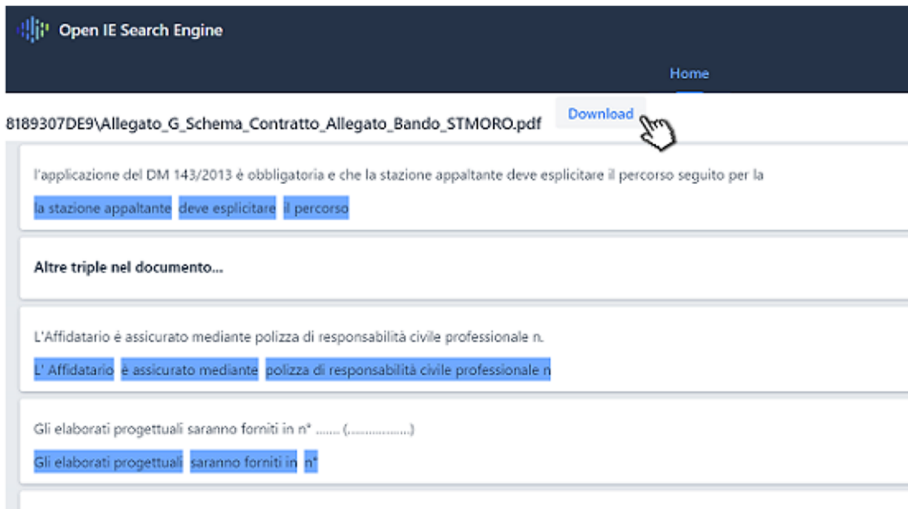 Open IE Search Engine
Home
8189307DE9\Allegato_G_Schema_Contratto_Allegato_Bando_STMORO.pdf Download
l'applicazione del DM 143/2013 è obbligatoria e che la stazione appaltante deve esplicitare il percorso seguito per la
la stazione appaltante deve esplicitare il percorso
Altre triple nel documento...
L'Affidatario è assicurato mediante polizza di responsabilità civile professionale n.
L' Affidatario è assicurato mediante polizza di responsabilità civile professionale n
Gli elaborati progettuali saranno forniti in n° ....... (..................)
Gli elaborati progettuali saranno forniti in n°